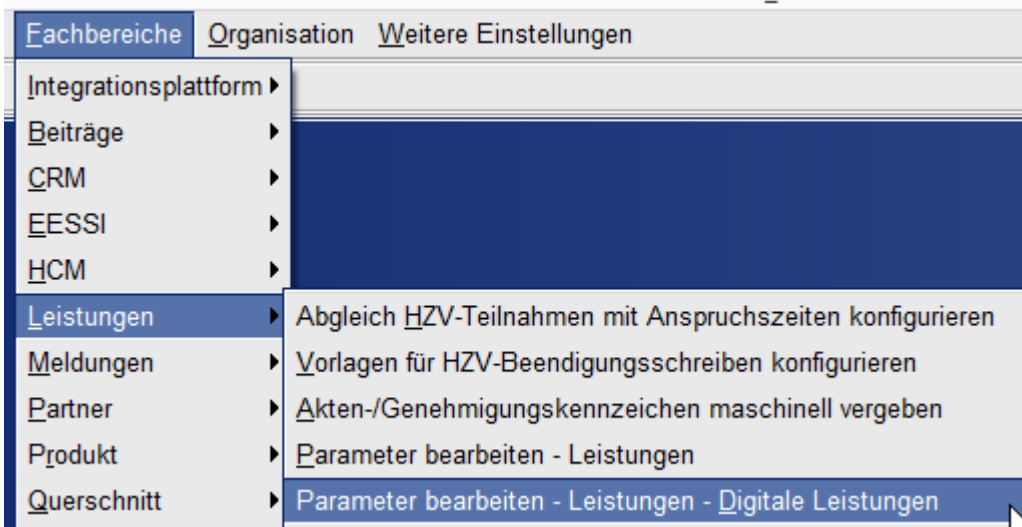 Fachbereiche Organisation Weitere Einstellungen
Integrationsplattform
Beiträge
CRM
EESSI
HCM
Leistungen
Abgleich HZV-Teilnahmen mit Anspruchszeiten konfigurieren
Meldungen
Vorlagen für HZV-Beendigungsschreiben konfigurieren
Partner
Akten-/Genehmigungskennzeichen maschinell vergeben
Produkt
Parameter bearbeiten - Leistungen
Querschnitt
Parameter bearbeiten - Leistungen - Digitale Leistungen